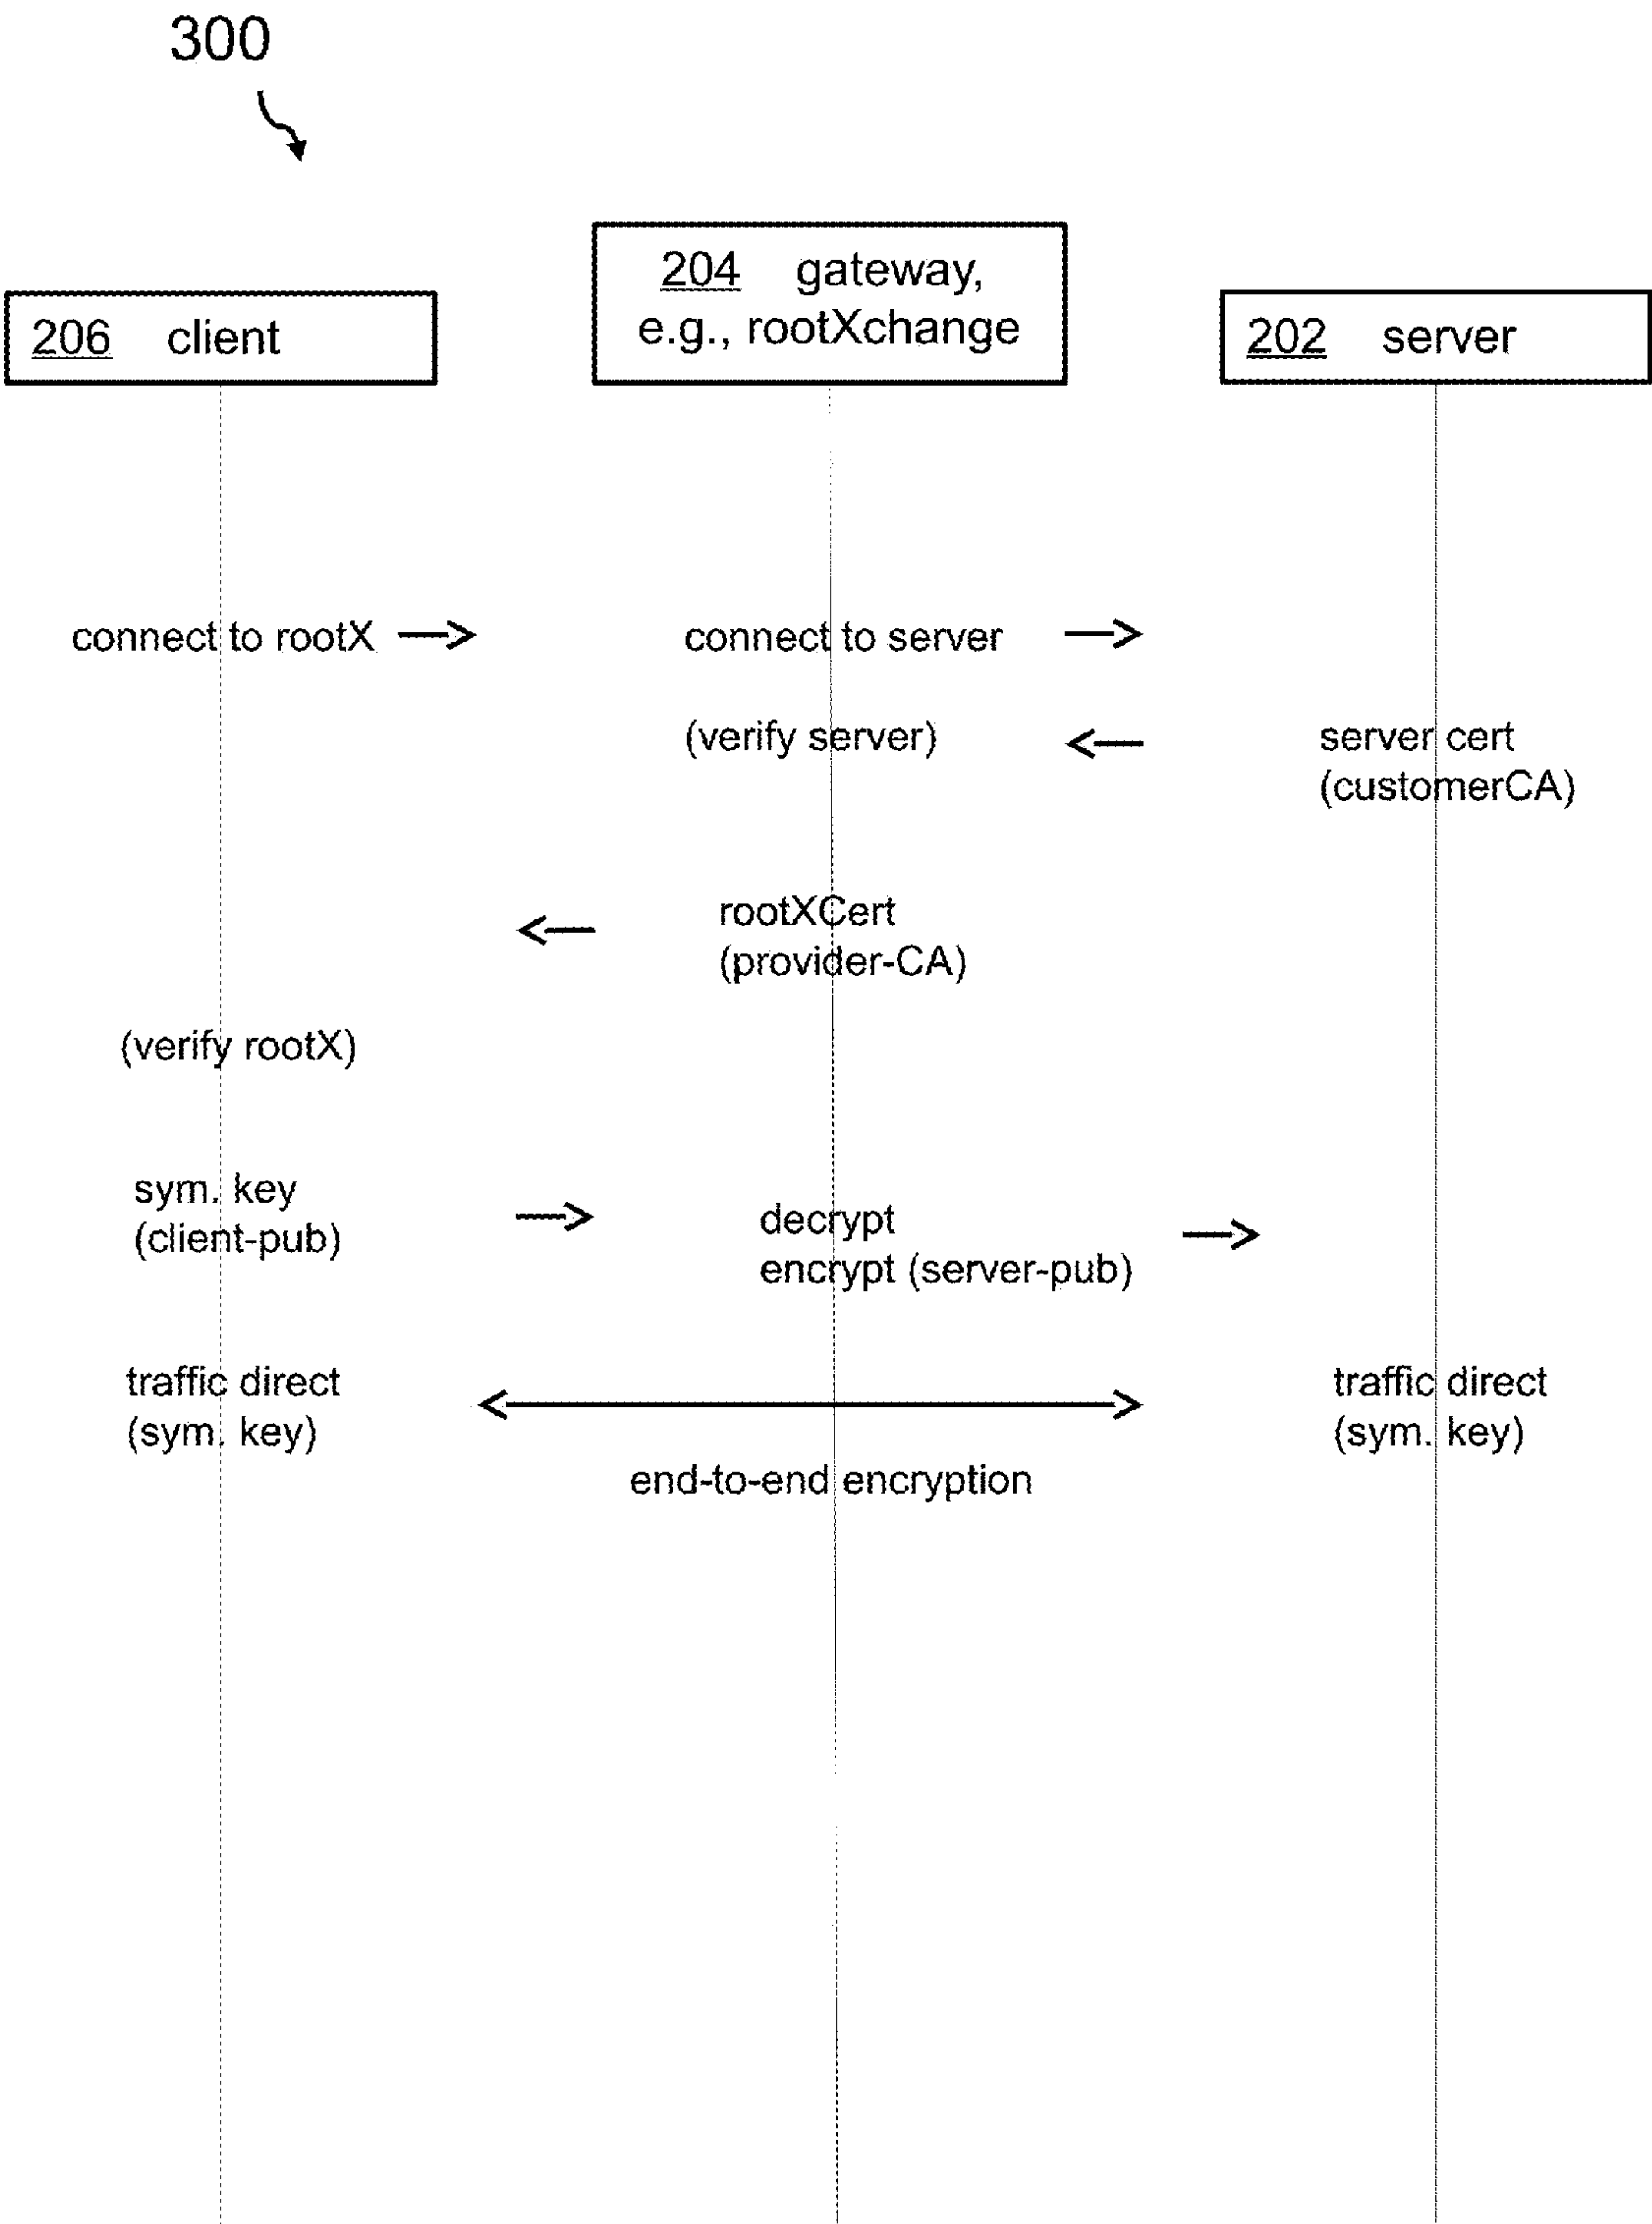 300
204 gateway,
e.g., rootXchange
206 client
202 server
connect to rootX
connect to server
(verify server)
server cert
(customerCA)
rootXCert
(provider-CA)
(verify rootX)
sym. key
(client-pub)
decrypt
encrypt (server-pub)
traffic direct
(sym. key)
traffic direct
(sym. key)
end-to-end encryption